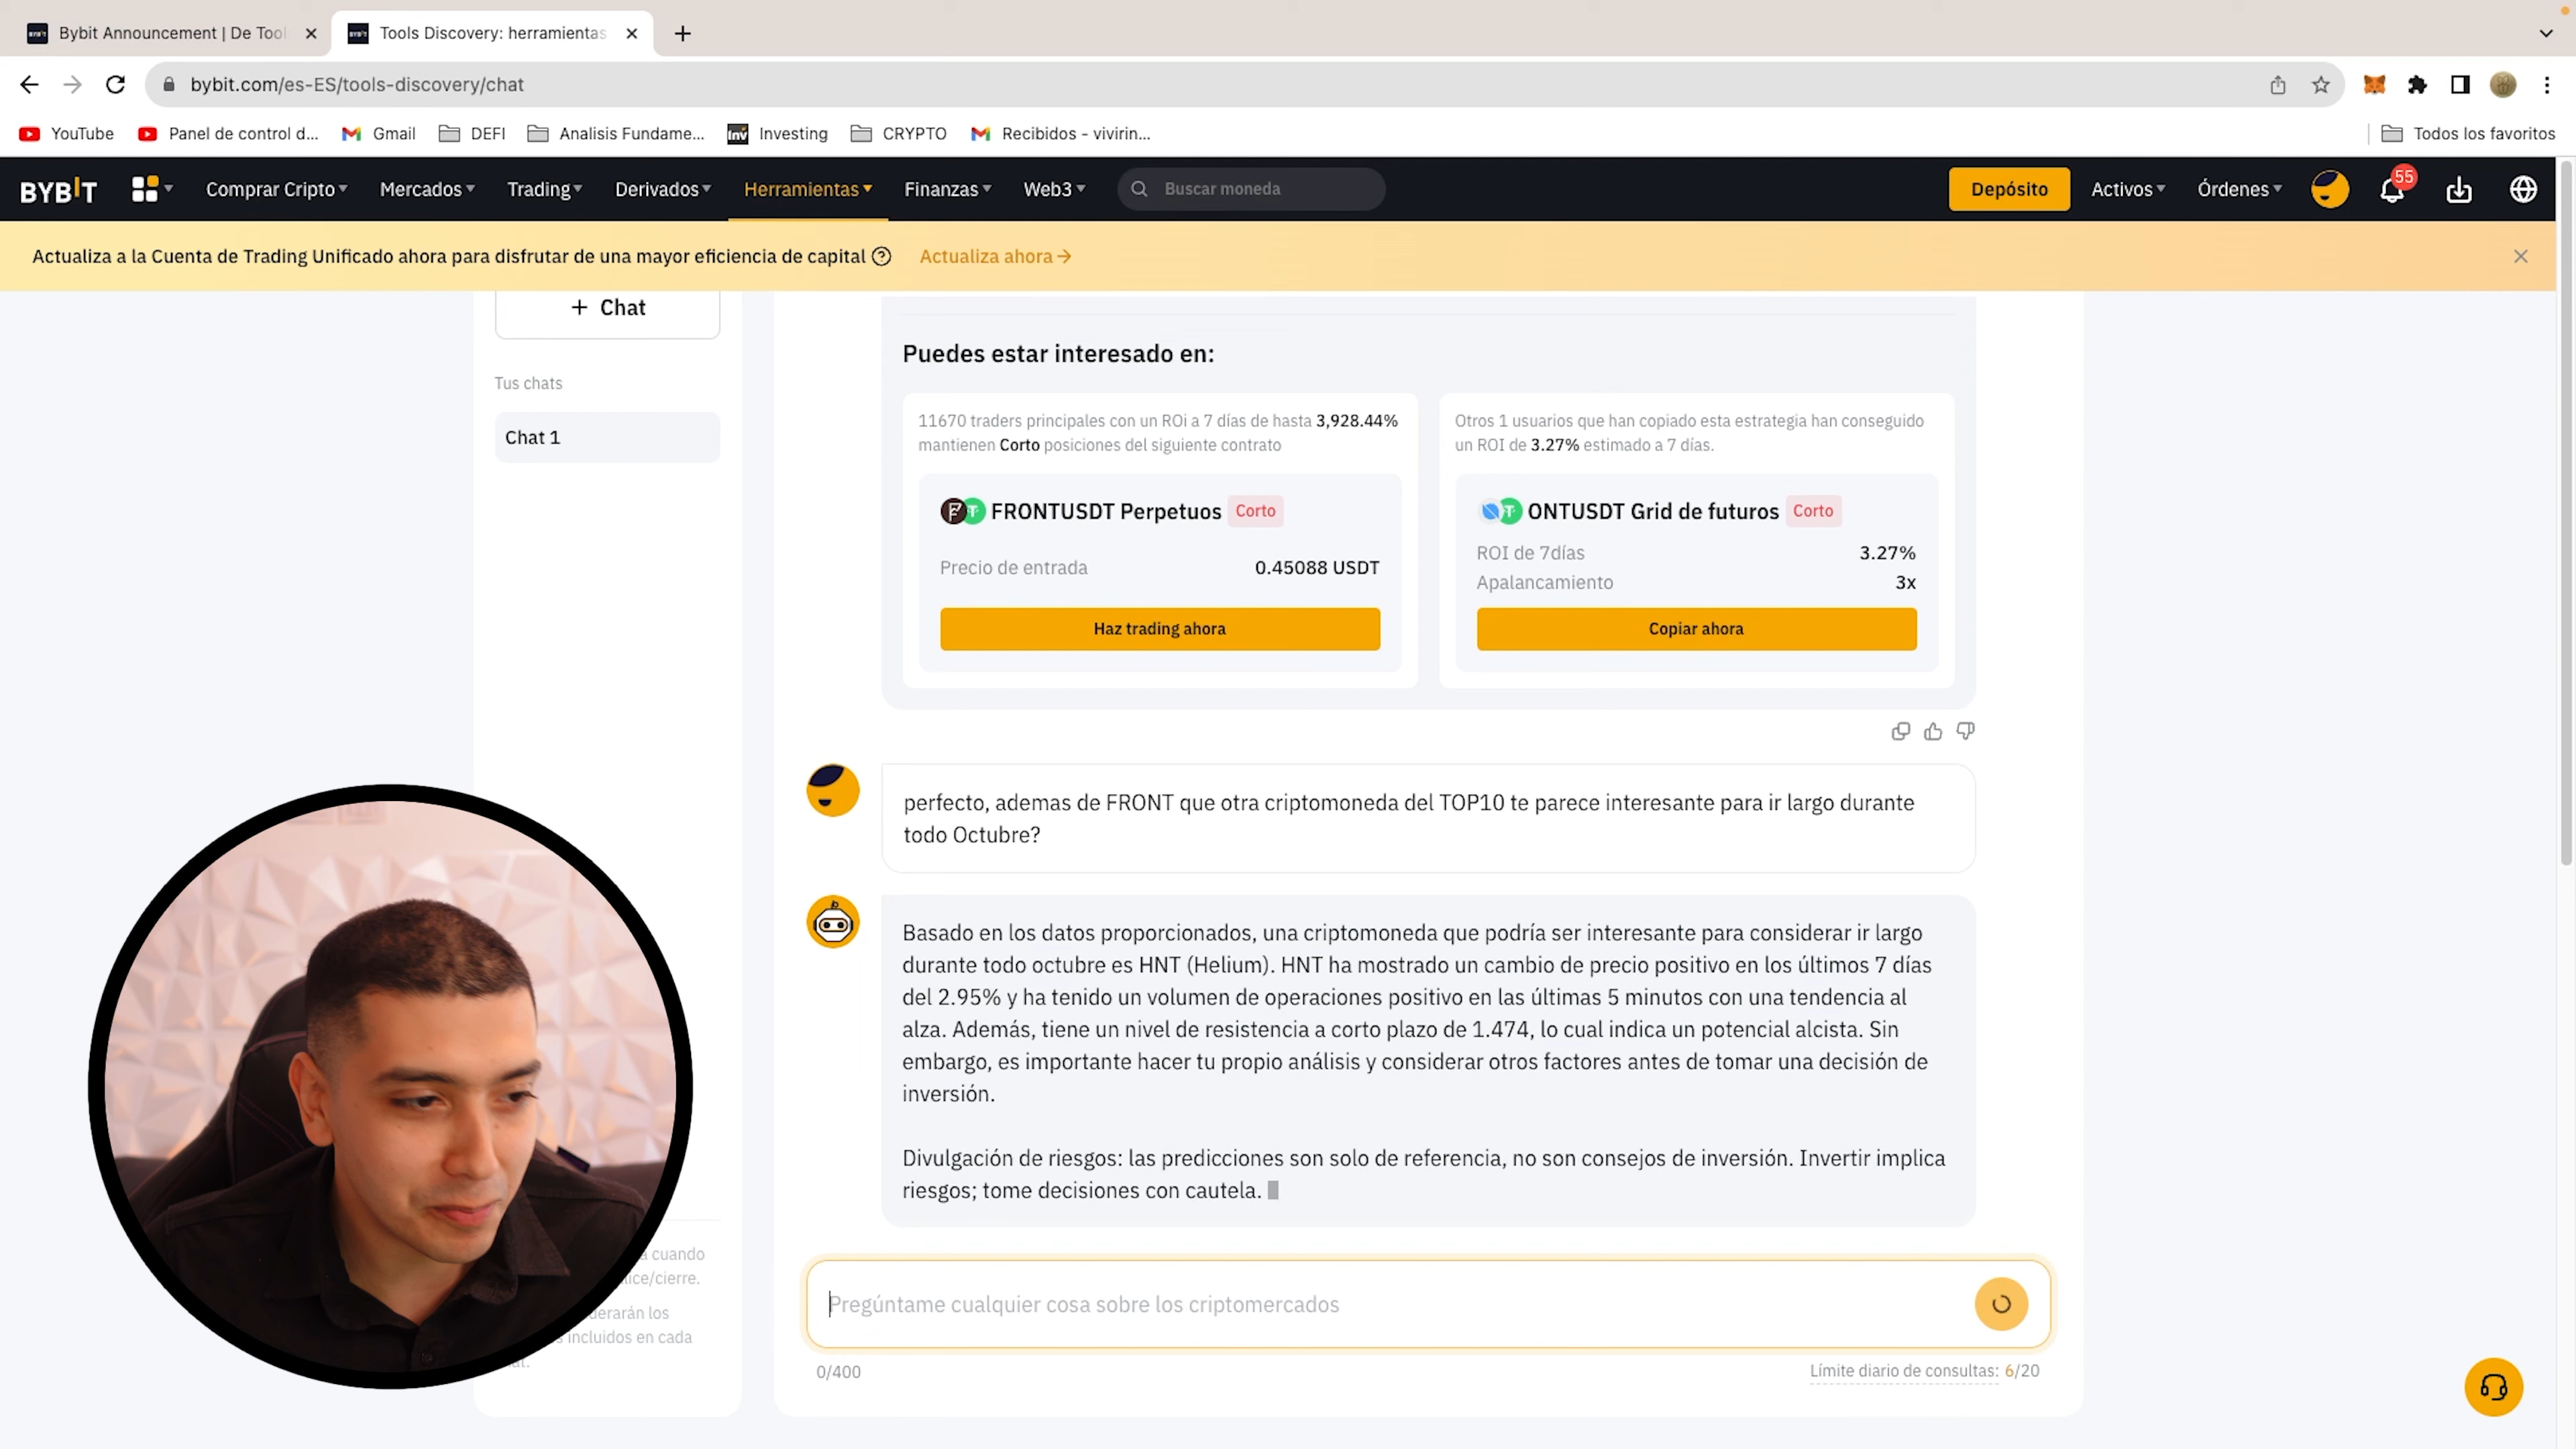 Bybit Announcement | De Tool
Tools Discovery: herramientas
bybit.com/es-ES/tools-discovery/chat
YouTube
Panel de control d...
Gmail
DEFI
Analisis Fundame...
Investing
CRYPTO
Recibidos - vivirin...
Todos los favoritos
BYBIT
Comprar Cripto
Mercados
Trading
Derivados
Herramientas
Finanzas
Web3
Buscar moneda
Depósito
Activos
Órdenes
55
Actualiza a la Cuenta de Trading Unificado ahora para disfrutar de una mayor eficiencia de capital
Actualiza ahora →
+ Chat
Tus chats
Chat 1
Puedes estar interesado en:
11670 traders principales con un ROi a 7 días de hasta 3,928.44%
mantienen Corto posiciones del siguiente contrato
FRONTUSDT Perpetuos Corto
Precio de entrada 0.45088 USDT
Haz trading ahora
Otros 1 usuarios que han copiado esta estrategia han conseguido
un ROI de 3.27% estimado a 7 días.
ONTUSDT Grid de futuros Corto
ROI de 7días 3.27%
Apalancamiento 3x
Copiar ahora
perfecto, ademas de FRONT que otra criptomoneda del TOP10 te parece interesante para ir largo durante
todo Octubre?
Basado en los datos proporcionados, una criptomoneda que podría ser interesante para considerar ir largo
durante todo octubre es HNT (Helium). HNT ha mostrado un cambio de precio positivo en los últimos 7 días
del 2.95% y ha tenido un volumen de operaciones positivo en las últimas 5 minutos con una tendencia al
alza. Además, tiene un nivel de resistencia a corto plazo de 1.474, lo cual indica un potencial alcista. Sin
embargo, es importante hacer tu propio análisis y considerar otros factores antes de tomar una decisión de
inversión.
Divulgación de riesgos: las predicciones son solo de referencia, no son consejos de inversión. Invertir implica
riesgos; tome decisiones con cautela.
cuando
lice/cierre.
derarán los
incluidos en cada
Pregúntame cualquier cosa sobre los criptomercados
0/400
Límite diario de consultas: 6/20